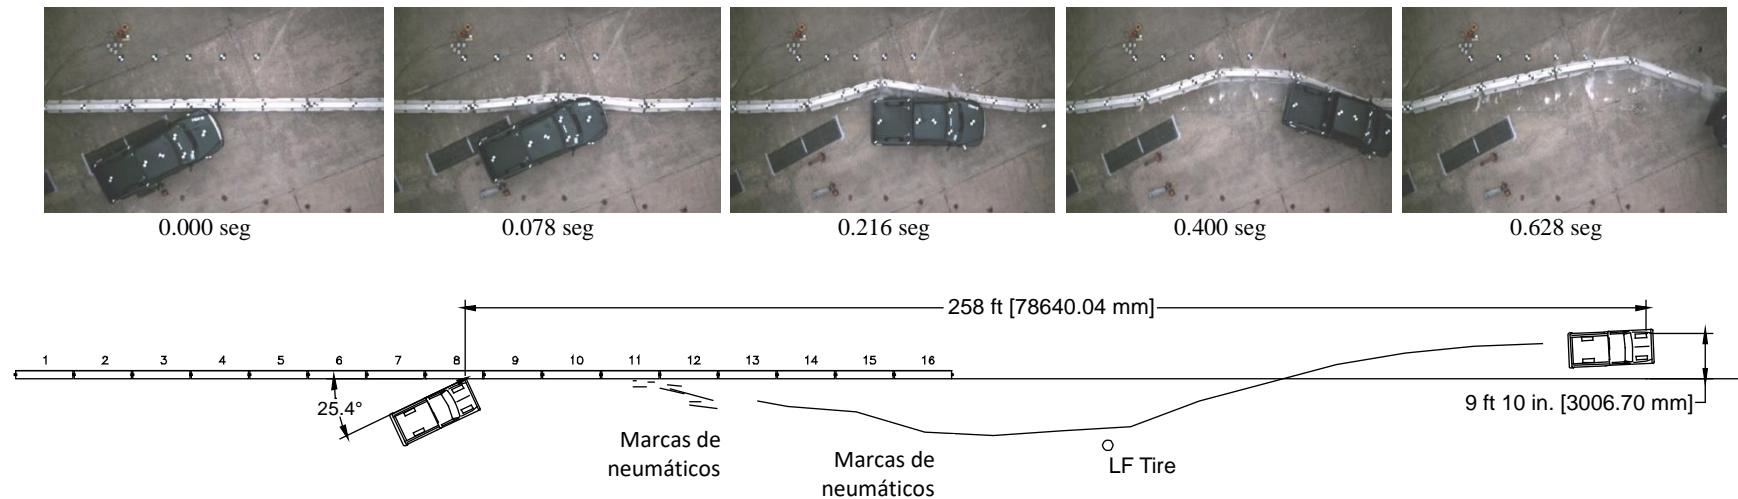 0.000 seg
0.078 seg
0.216 seg
0.400 seg
0.628 seg
258 ft [78640.04 mm]
1 2 3 4 5 6 7 8 9 10 11 12 13 14 15 16
25.4°
9 ft 10 in. [3006.70 mm]
Marcas de
neumáticos
Marcas de
neumáticos
LF Tire